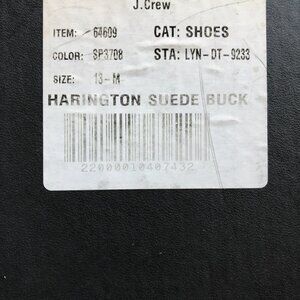 J.Crew
ITEM: 64609 CAT: SHOES
COLOR: SP3708 STA: LYN-DT-9233
SIZE: 13-M
HARINGTON SUEDE BUCK
22000010407432